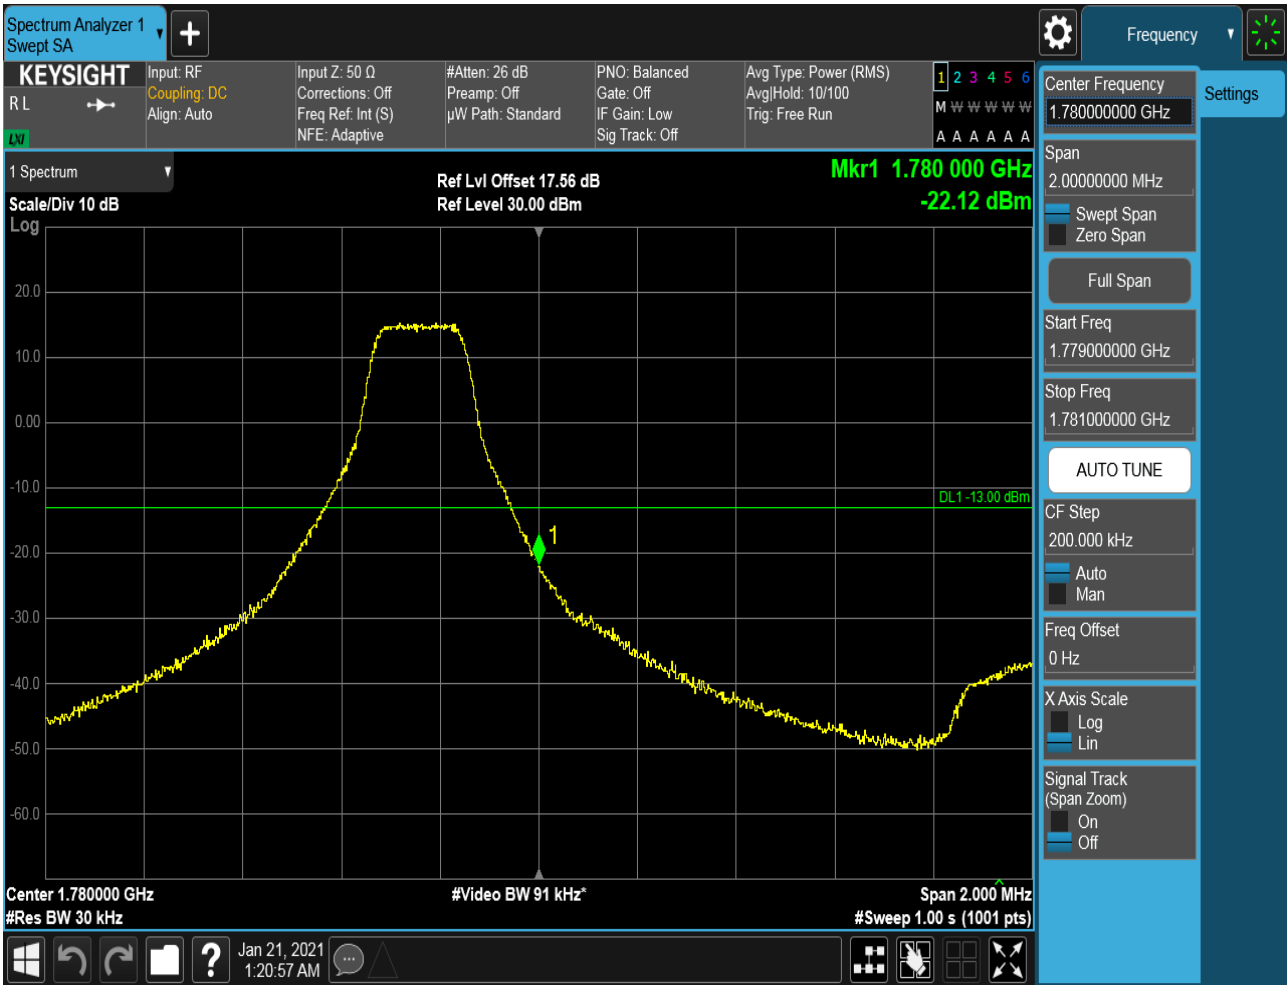 Spectrum Analyzer 1
Swept SA
Frequency
KEYSIGHT
R L
LXI
Input: RF
Coupling: DC
Align: Auto
Input Z: 50 Ω
Corrections: Off
Freq Ref: Int (S)
NFE: Adaptive
#Atten: 26 dB
Preamp: Off
µW Path: Standard
PNO: Balanced
Gate: Off
IF Gain: Low
Sig Track: Off
Avg Type: Power (RMS)
Avg|Hold: 10/100
Trig: Free Run
1 2 3 4 5 6
M W W W W W
A A A A A A
1 Spectrum
Scale/Div 10 dB
Log
Ref Lvl Offset 17.56 dB
Ref Level 30.00 dBm
Mkr1 1.780 000 GHz
-22.12 dBm
20.0
10.0
0.00
-10.0
-20.0
-30.0
-40.0
-50.0
-60.0
DL1 -13.00 dBm
1
Center 1.780000 GHz
#Res BW 30 kHz
#Video BW 91 kHz*
Span 2.000 MHz
#Sweep 1.00 s (1001 pts)
Jan 21, 2021
1:20:57 AM
?
Settings
Center Frequency
1.780000000 GHz
Span
2.00000000 MHz
Swept Span
Zero Span
Full Span
Start Freq
1.779000000 GHz
Stop Freq
1.781000000 GHz
AUTO TUNE
CF Step
200.000 kHz
Auto
Man
Freq Offset
0 Hz
X Axis Scale
Log
Lin
Signal Track
(Span Zoom)
On
Off